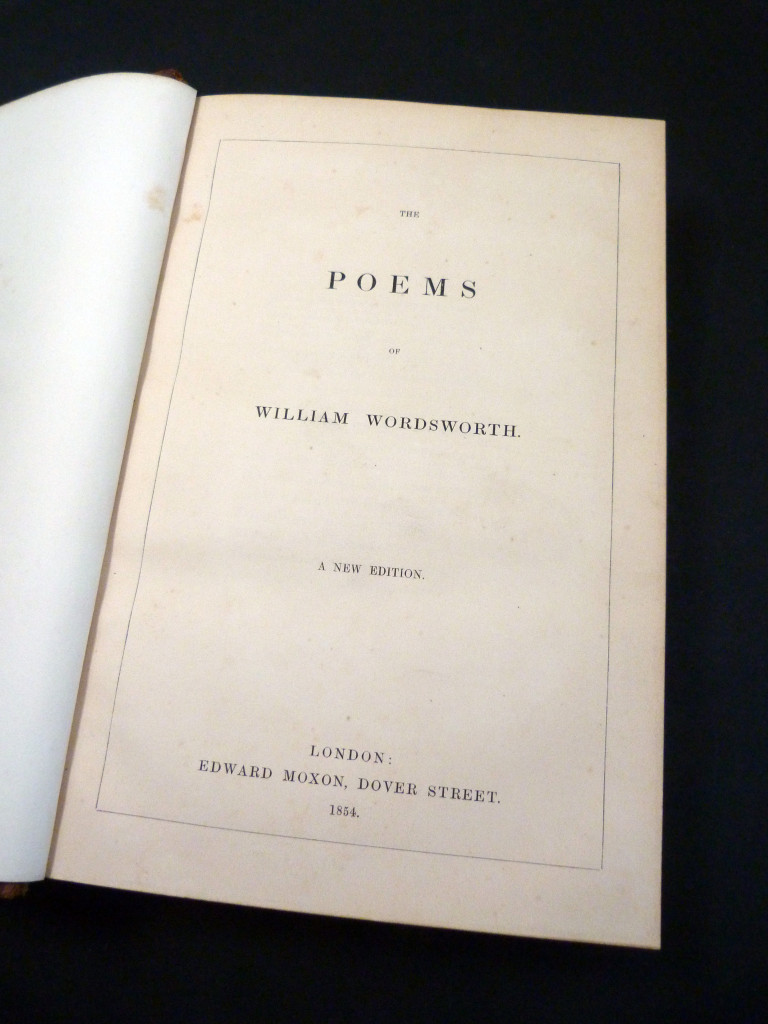 THE
POEMS
OF
WILLIAM WORDSWORTH.
A NEW EDITION.
LONDON:
EDWARD MOXON, DOVER STREET.
1854.